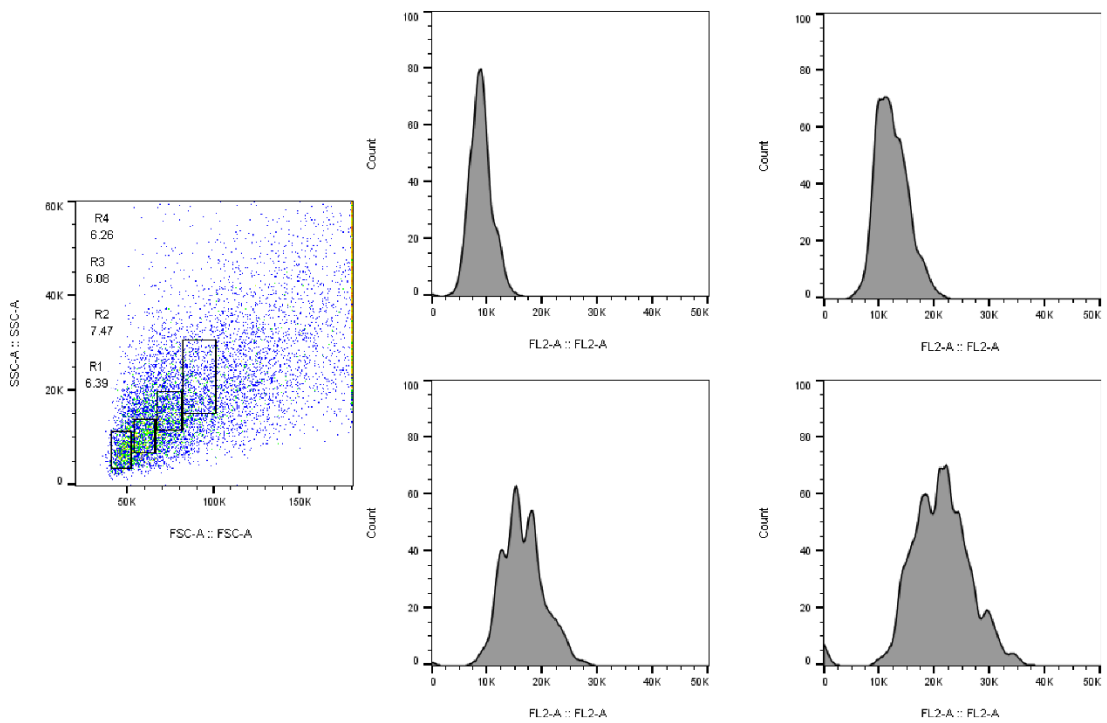 60K
40K
20K
0
R4
6.26
R3
6.08
R2
7.47
R1
6.39
50K
100K
150K
SSC-A :: SSC-A
FSC-A :: FSC-A
100
80
60
40
20
0
Count
0
10K
20K
30K
40K
50K
FL2-A :: FL2-A
100
80
60
40
20
0
Count
0
10K
20K
30K
40K
50K
FL2-A :: FL2-A
100
80
60
40
20
0
Count
0
10K
20K
30K
40K
50K
FL2-A :: FL2-A
100
80
60
40
20
0
Count
0
10K
20K
30K
40K
50K
FL2-A :: FL2-A